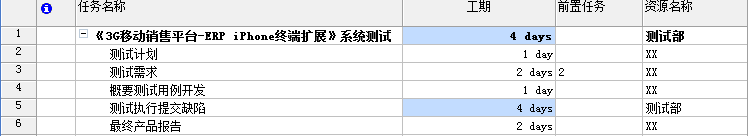 任务名称 工期 前置任务 资源名称
1 《3G移动销售平台-ERP iPhone终端扩展》系统测试 4 days 测试部
2 测试计划 1 day XX
3 测试需求 2 days 2 XX
4 概要测试用例开发 1 day XX
5 测试执行提交缺陷 4 days 测试部
6 最终产品报告 2 days XX